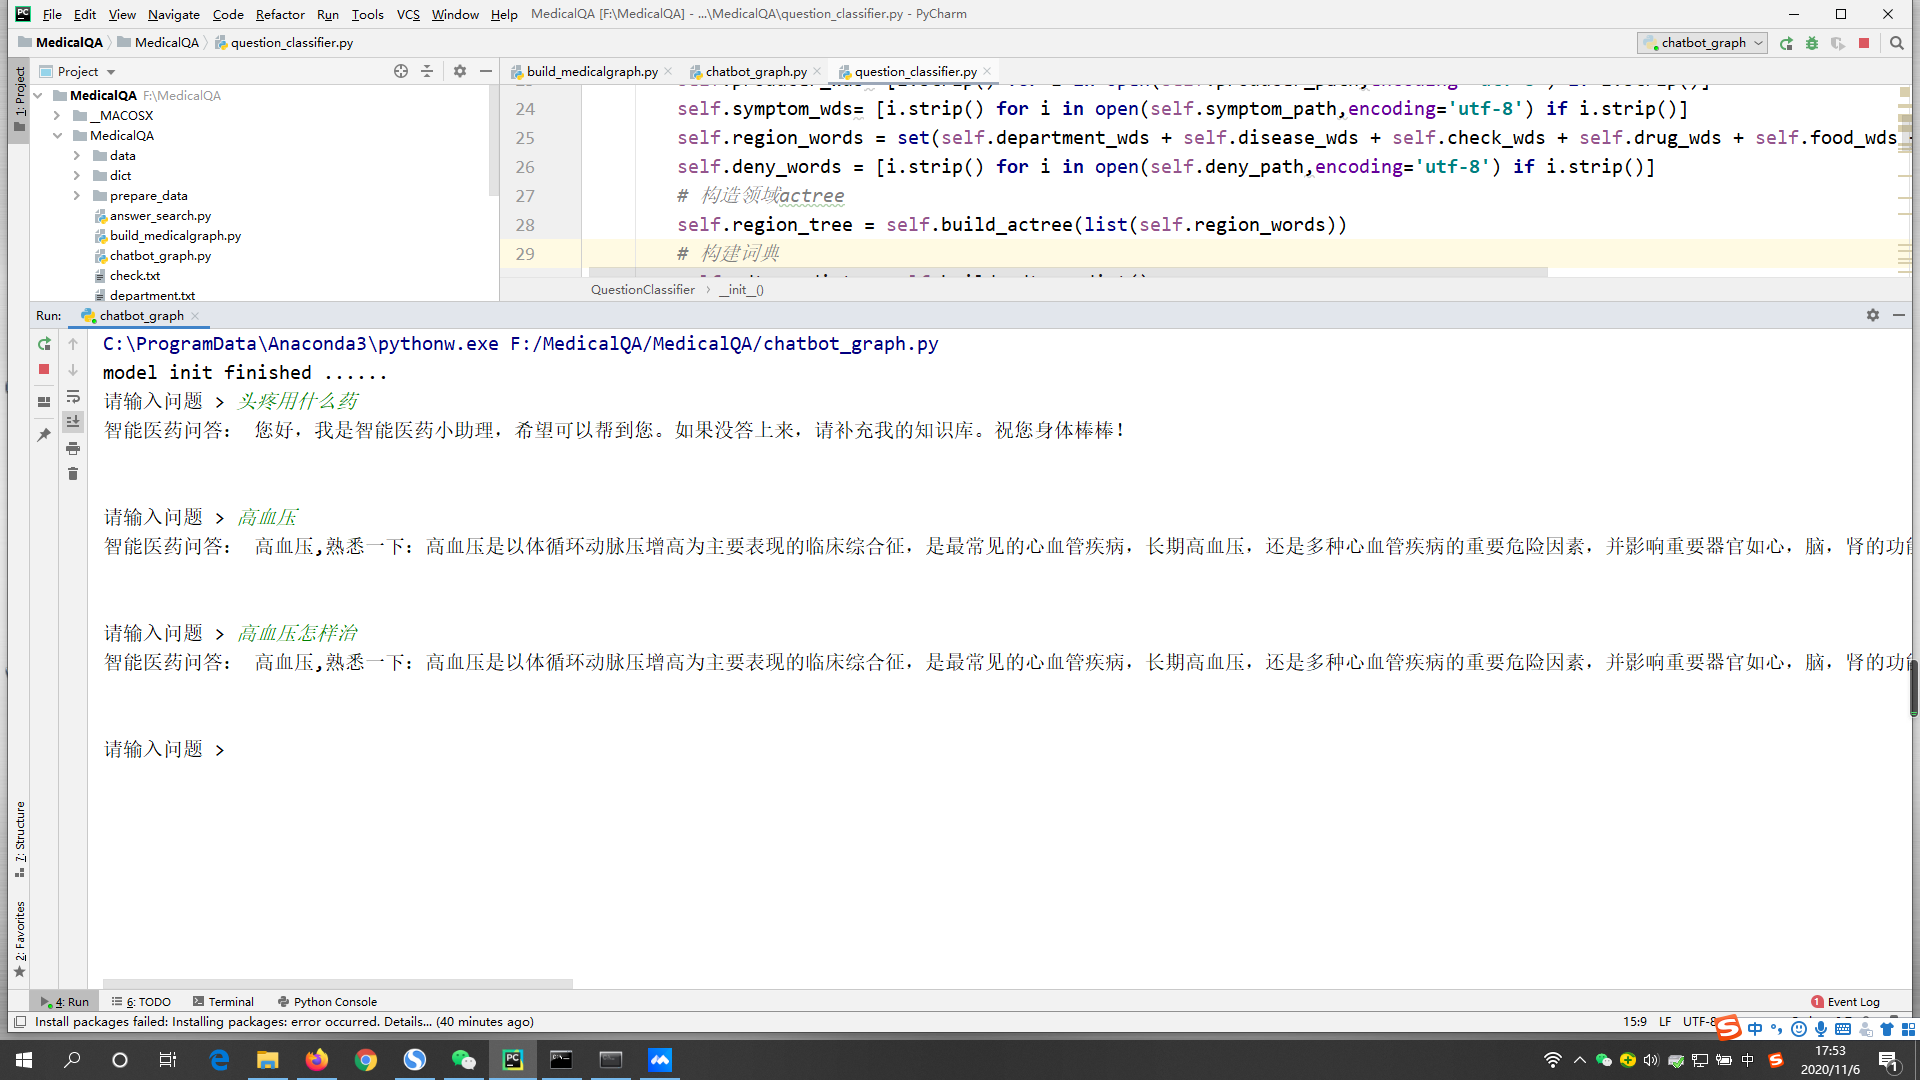 File Edit View Navigate Code Refactor Run Tools VCS Window Help MedicalQA [F:\MedicalQA] - ...\MedicalQA\question_classifier.py - PyCharm
MedicalQA MedicalQA question_classifier.py chatbot_graph
Project build_medicalgraph.py chatbot_graph.py question_classifier.py
1: Project
MedicalQA F:\MedicalQA
__MACOSX
MedicalQA
data
dict
prepare_data
answer_search.py
build_medicalgraph.py
chatbot_graph.py
check.txt
department.txt
24 self.symptom_wds= [i.strip() for i in open(self.symptom_path,encoding='utf-8') if i.strip()]
25 self.region_words = set(self.department_wds + self.disease_wds + self.check_wds + self.drug_wds + self.food_wds
26 self.deny_words = [i.strip() for i in open(self.deny_path,encoding='utf-8') if i.strip()]
27 # 构造领域actree
28 self.region_tree = self.build_actree(list(self.region_words))
29 # 构建词典
QuestionClassifier __init__()
Run: chatbot_graph
C:\ProgramData\Anaconda3\pythonw.exe F:/MedicalQA/MedicalQA/chatbot_graph.py
model init finished ......
请输入问题 > 头疼用什么药
智能医药问答: 您好，我是智能医药小助理，希望可以帮到您。如果没答上来，请补充我的知识库。祝您身体棒棒！
请输入问题 > 高血压
智能医药问答: 高血压,熟悉一下：高血压是以体循环动脉压增高为主要表现的临床综合征，是最常见的心血管疾病，长期高血压，还是多种心血管疾病的重要危险因素，并影响重要器官如心，脑，肾的功能
请输入问题 > 高血压怎样治
智能医药问答: 高血压,熟悉一下：高血压是以体循环动脉压增高为主要表现的临床综合征，是最常见的心血管疾病，长期高血压，还是多种心血管疾病的重要危险因素，并影响重要器官如心，脑，肾的功能
请输入问题 >
7: Structure
2: Favorites
4: Run 6: TODO Terminal Python Console 1 Event Log
Install packages failed: Installing packages: error occurred. Details... (40 minutes ago) 15:9 LF UTF-8
中
中 17:53
2020/11/6
1